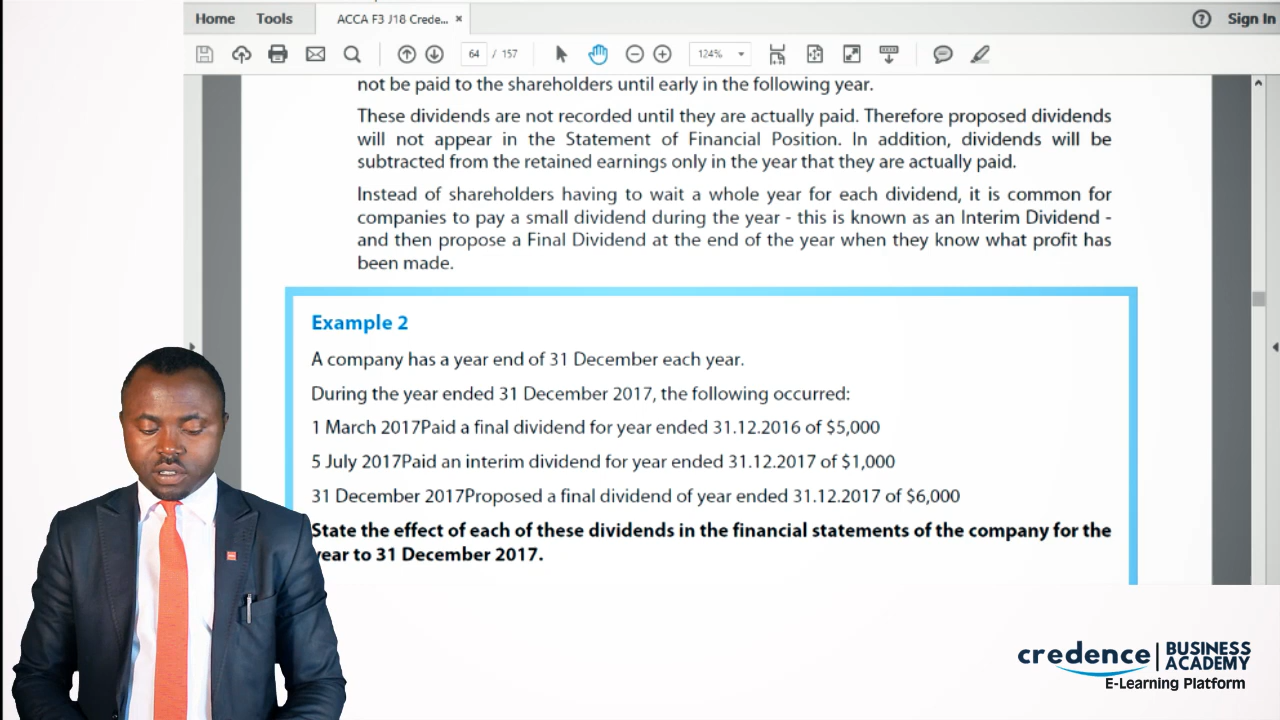 Home Tools ACCA F3 J18 Crede... × Sign In
64 / 157 124%
not be paid to the shareholders until early in the following year.
These dividends are not recorded until they are actually paid. Therefore proposed dividends
will not appear in the Statement of Financial Position. In addition, dividends will be
subtracted from the retained earnings only in the year that they are actually paid.
Instead of shareholders having to wait a whole year for each dividend, it is common for
companies to pay a small dividend during the year - this is known as an Interim Dividend -
and then propose a Final Dividend at the end of the year when they know what profit has
been made.
Example 2
A company has a year end of 31 December each year.
During the year ended 31 December 2017, the following occurred:
1 March 2017Paid a final dividend for year ended 31.12.2016 of $5,000
5 July 2017Paid an interim dividend for year ended 31.12.2017 of $1,000
31 December 2017Proposed a final dividend of year ended 31.12.2017 of $6,000
State the effect of each of these dividends in the financial statements of the company for the
year to 31 December 2017.
credence | BUSINESS
ACADEMY
E-Learning Platform